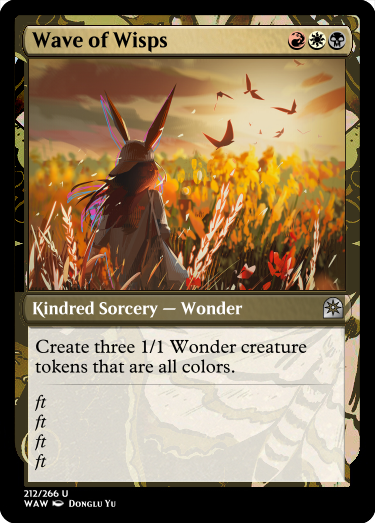 Wave of Wisps
Kindred Sorcery — Wonder
Create three 1/1 Wonder creature
tokens that are all colors.
ft
ft
ft
ft
212/266 U
WAW DONGLU YU